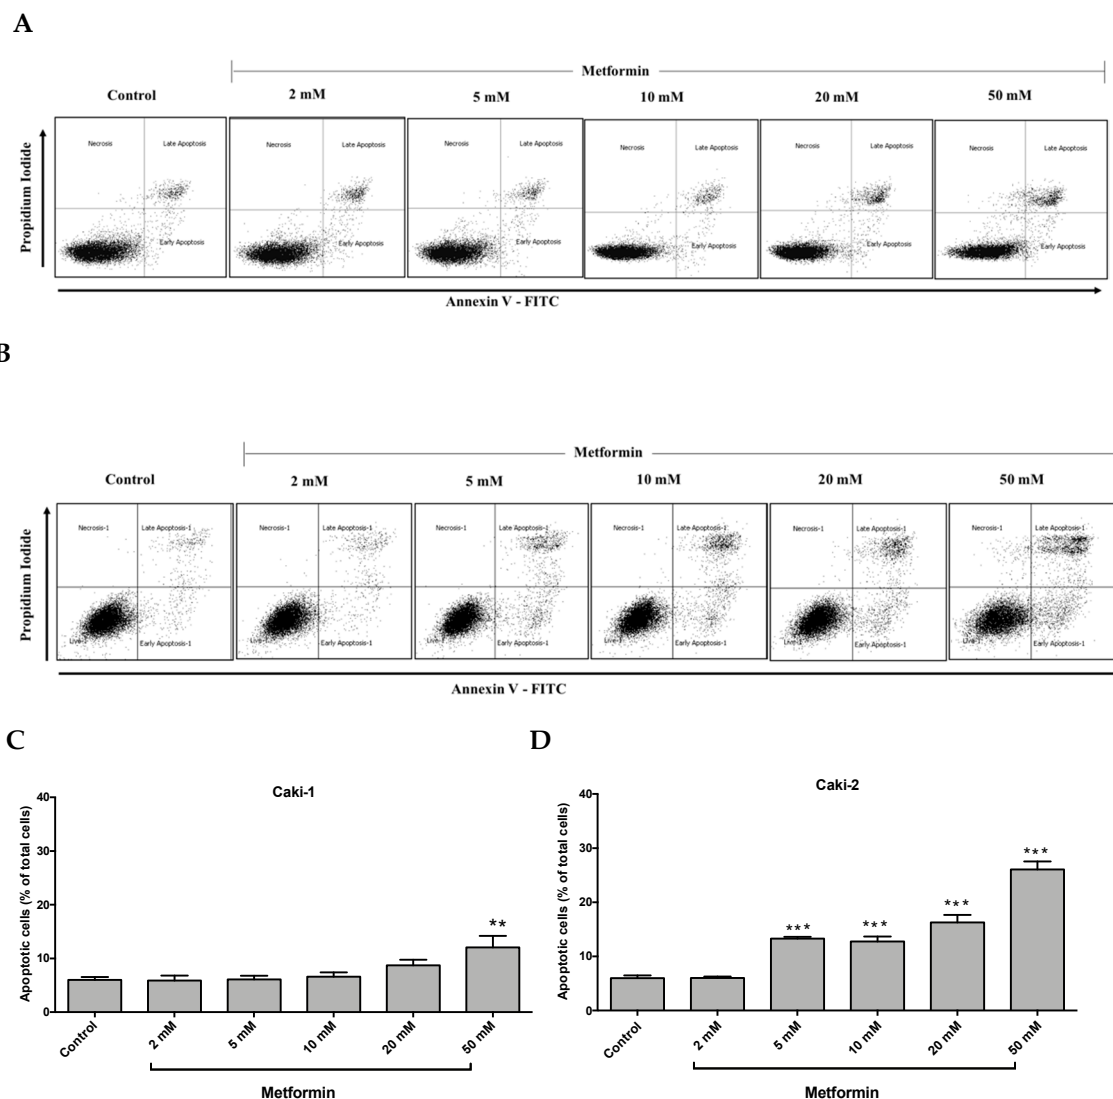 A
Metformin
Control
2 mM
5 mM
10 mM
20 mM
50 mM
Propidium Iodide
Necrosis
Late Apoptosis
Early Apoptosis
Necrosis
Late Apoptosis
Early Apoptosis
Necrosis
Late Apoptosis
Early Apoptosis
Necrosis
Late Apoptosis
Early Apoptosis
Necrosis
Late Apoptosis
Early Apoptosis
Necrosis
Late Apoptosis
Early Apoptosis
Annexin V - FITC
B
Metformin
Control
2 mM
5 mM
10 mM
20 mM
50 mM
Propidium Iodide
Necrosis-1
Late Apoptosis-1
Early Apoptosis-1
Necrosis-1
Late Apoptosis-1
Early Apoptosis-1
Necrosis-1
Late Apoptosis-1
Early Apoptosis-1
Necrosis-1
Late Apoptosis-1
Early Apoptosis-1
Necrosis-1
Late Apoptosis-1
Early Apoptosis-1
Necrosis-1
Late Apoptosis-1
Early Apoptosis-1
Annexin V - FITC
C
Caki-1
Apoptotic cells (% of total cells)
40
30
20
10
0
**
Control
2 mM
5 mM
10 mM
20 mM
50 mM
Metformin
D
Caki-2
Apoptotic cells (% of total cells)
40
30
20
10
0
***
***
***
***
Control
2 mM
5 mM
10 mM
20 mM
50 mM
Metformin